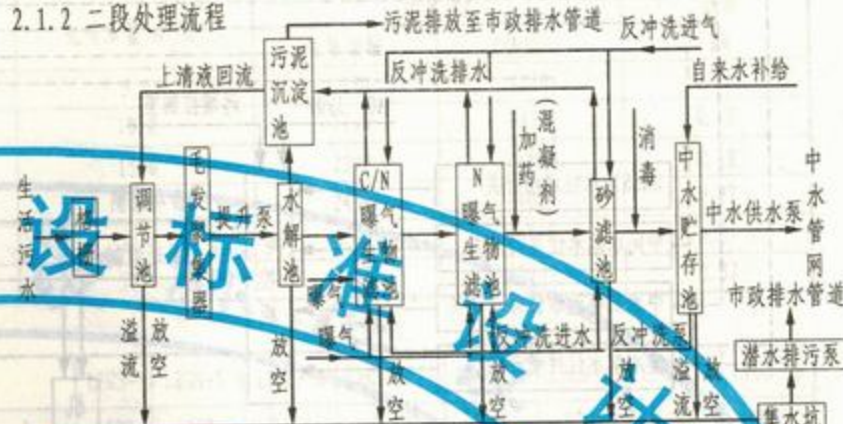 2.1.2 二段处理流程
污泥排放至市政排水管道
反冲洗进气
污泥沉淀池
反冲洗排水
上清液回流
自来水补给
加药
(混凝剂)
消毒
生活污水
调节池
毛发聚集器
提升泵
水解池
C/N曝气生物滤池
N曝气生物滤池
砂滤池
中水贮存池
中水供水泵
中水管网
市政排水管道
曝气
曝气
反冲洗进水
反冲洗泵
潜水排污泵
溢流
放空
放空
放空
放空
放空
溢流
放空
集水坑
设标准设